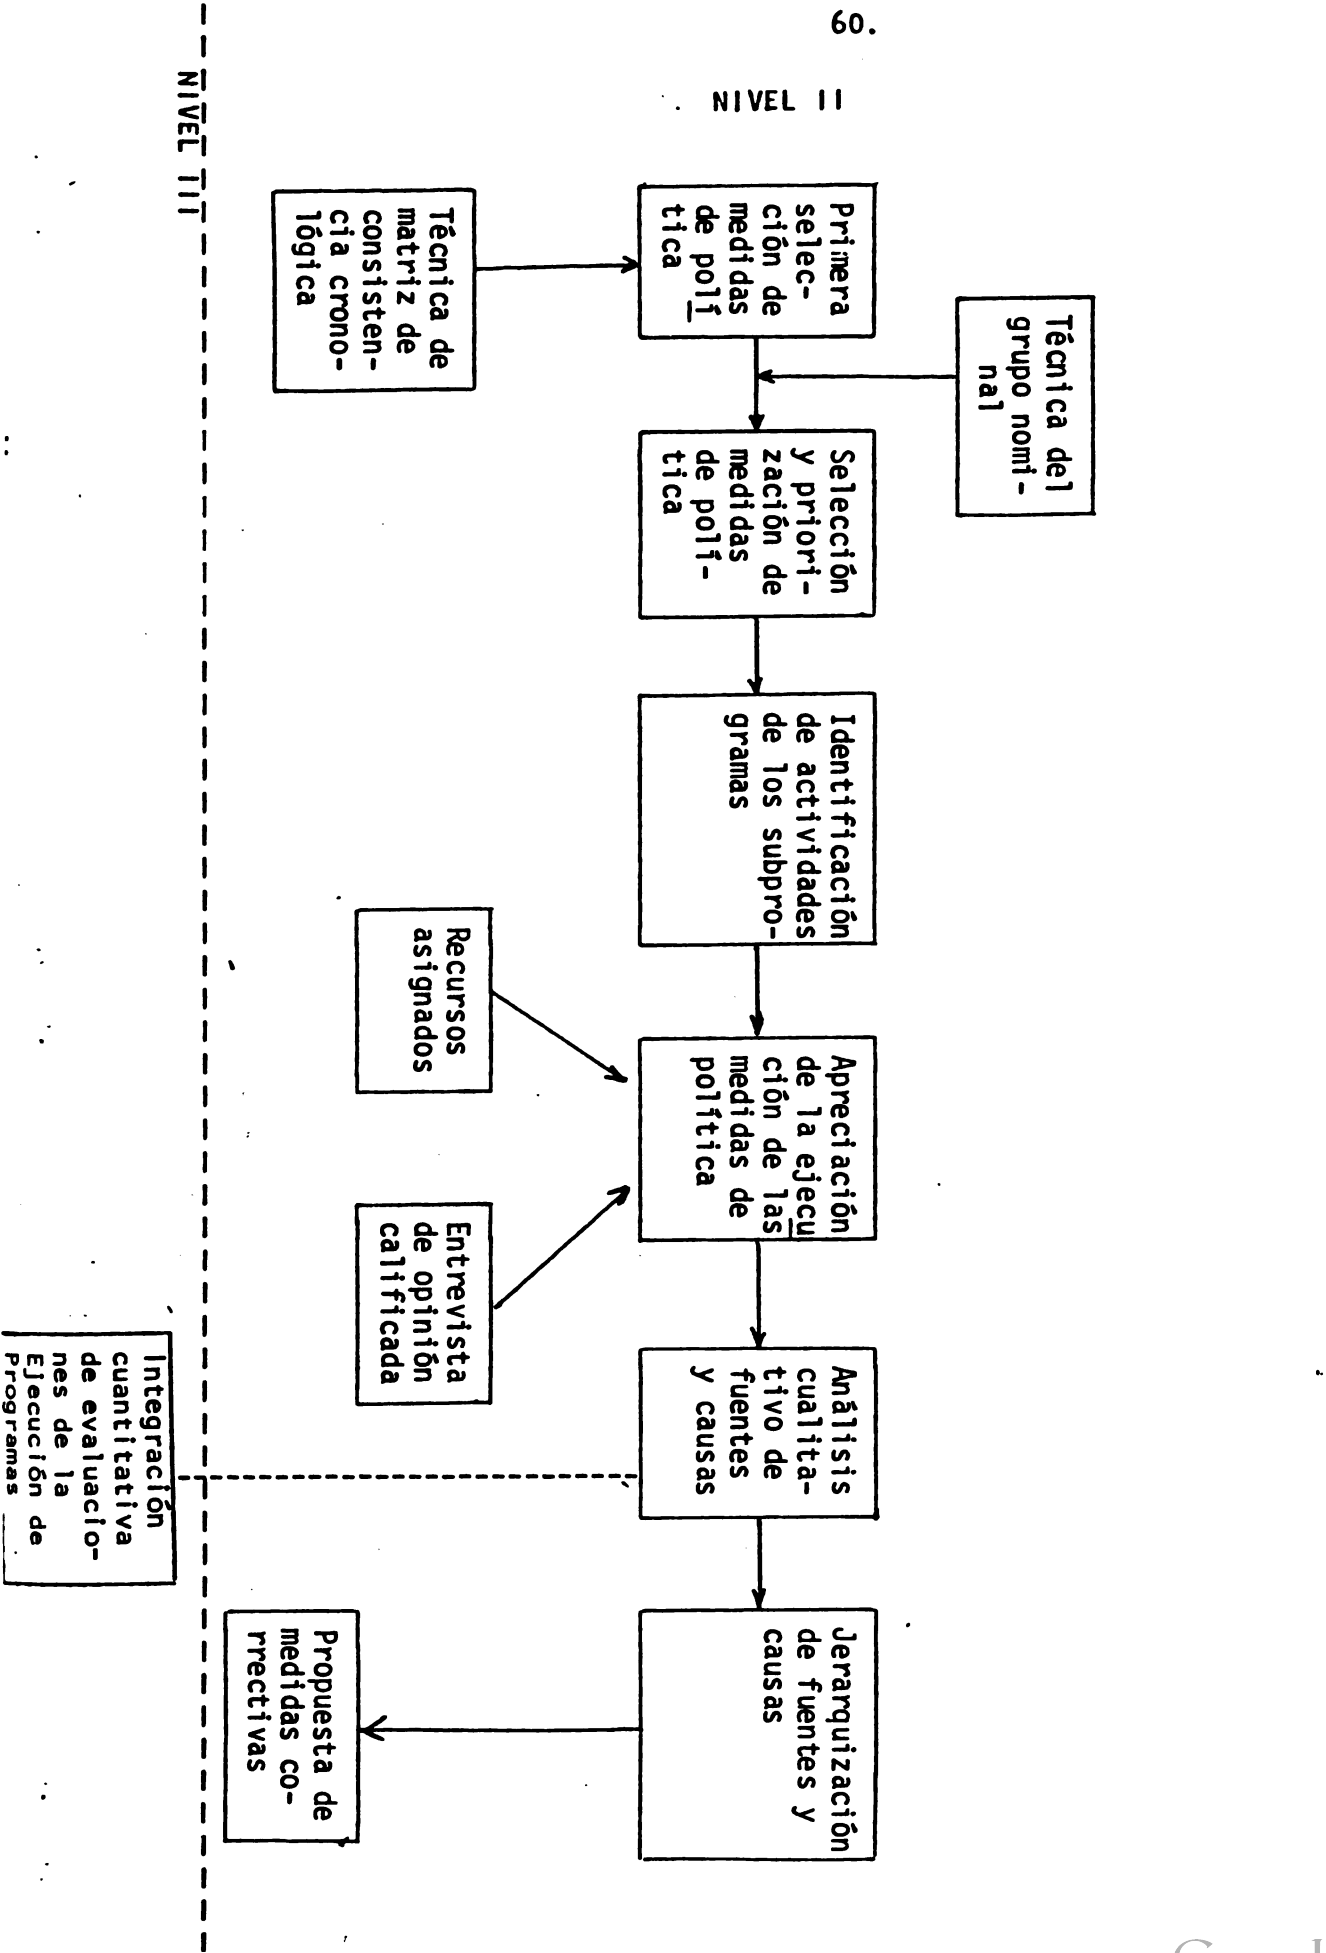 60.
NIVEL II
Técnica del
grupo nomi-
nal
Primera
selec-
ción de
medidas
de polí
tica
Selección
y priori-
zación de
medidas
de polí-
tica
Identificación
de actividades
de los subpro-
gramas
Apreciación
de la ejecu
ción de las
medidas de
política
Análisis
cualita-
tivo de
fuentes
y causas
Jerarquización
de fuentes y
causas
Técnica de
matriz de
consisten-
cia crono-
lógica
Recursos
asignados
Entrevista
de opinión
calificada
Propuesta de
medidas co-
rrectivas
NIVEL III
Integración
cuantitativa
de evaluacio-
nes de la
Ejecución de
Programas